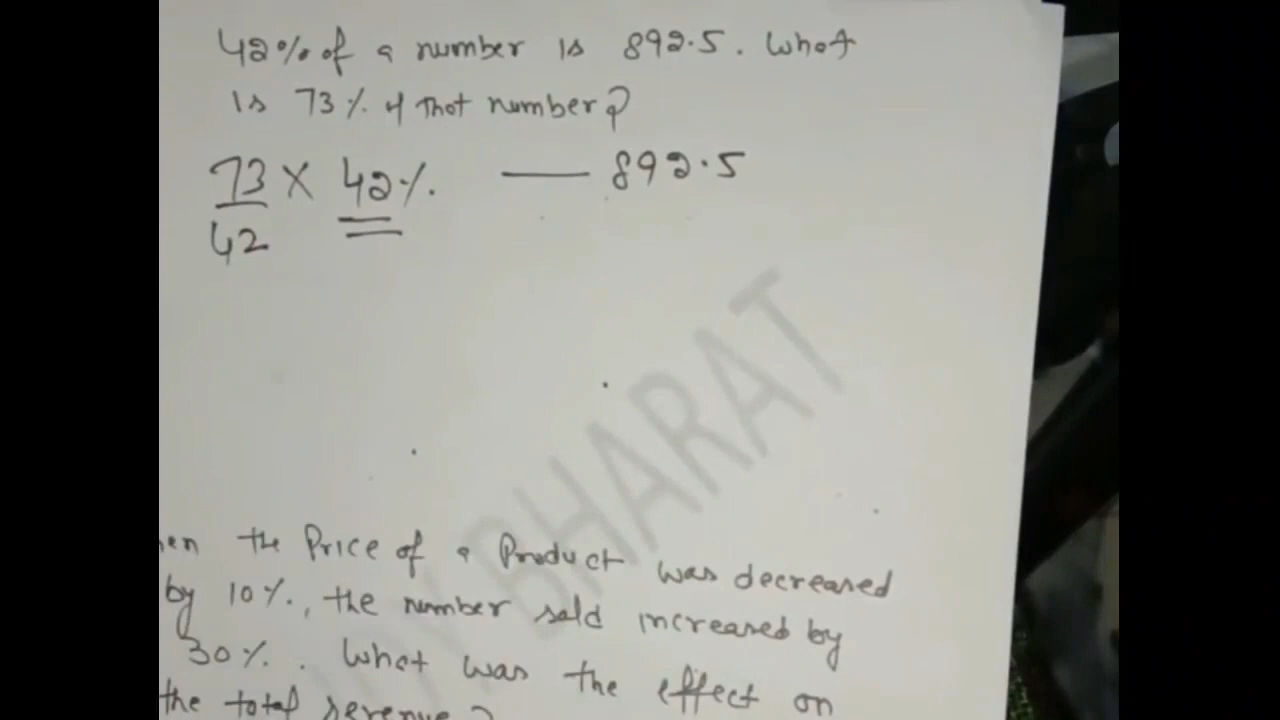 42% of a number is 892.5. What
is 73% of that number?
73 X 42% — 892.5
42
BHARAT
the Price of a Product was decreased
by 10%, the number sold increased by
30%. What was the effect on
the total revenue?